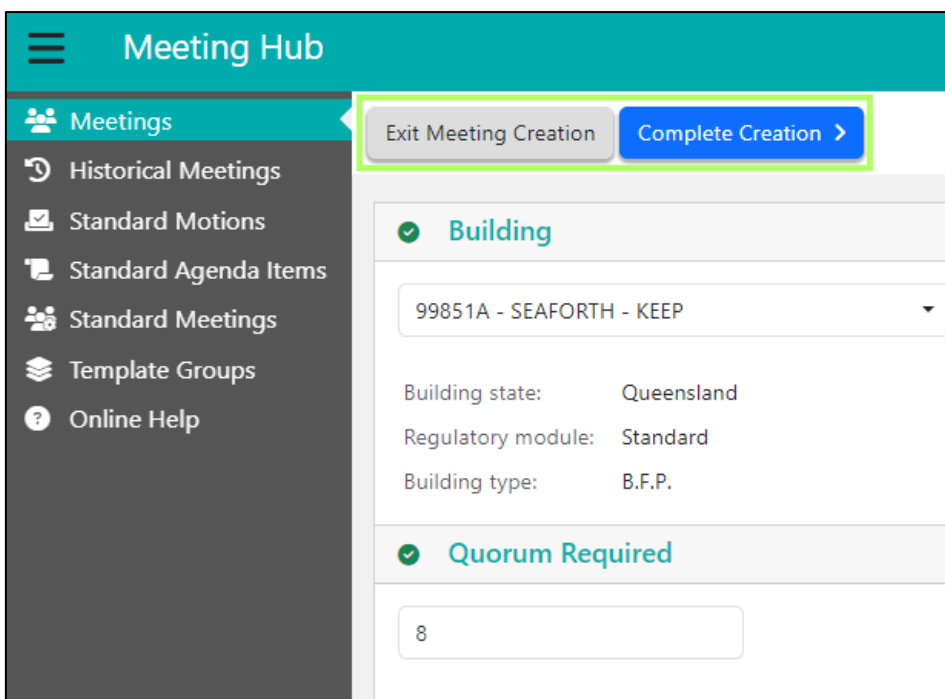 Meeting Hub
Meetings
Historical Meetings
Standard Motions
Standard Agenda Items
Standard Meetings
Template Groups
Online Help
Exit Meeting Creation
Complete Creation
Building
99851A - SEAFORTH - KEEP
Building state: Queensland
Regulatory module: Standard
Building type: B.F.P.
Quorum Required
8